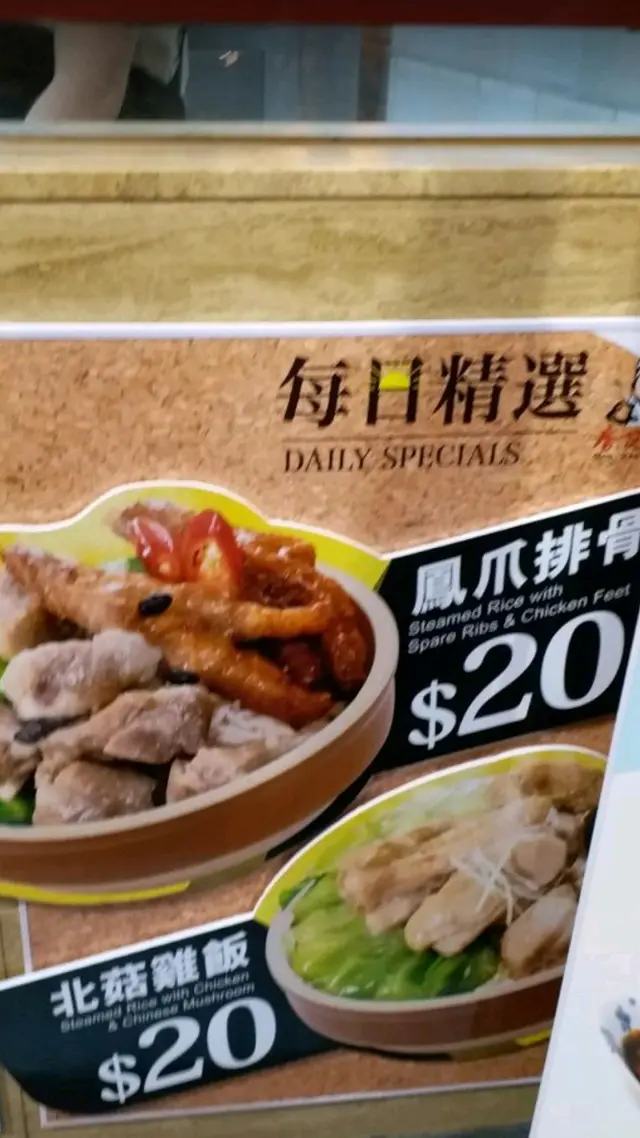 每日精選
DAILY SPECIALS
鳳爪排骨
Steamed Rice with
Spare Ribs & Chicken Feet
$20
北菇雞飯
Steamed Rice with Chicken
& Chinese Mushroom
$20